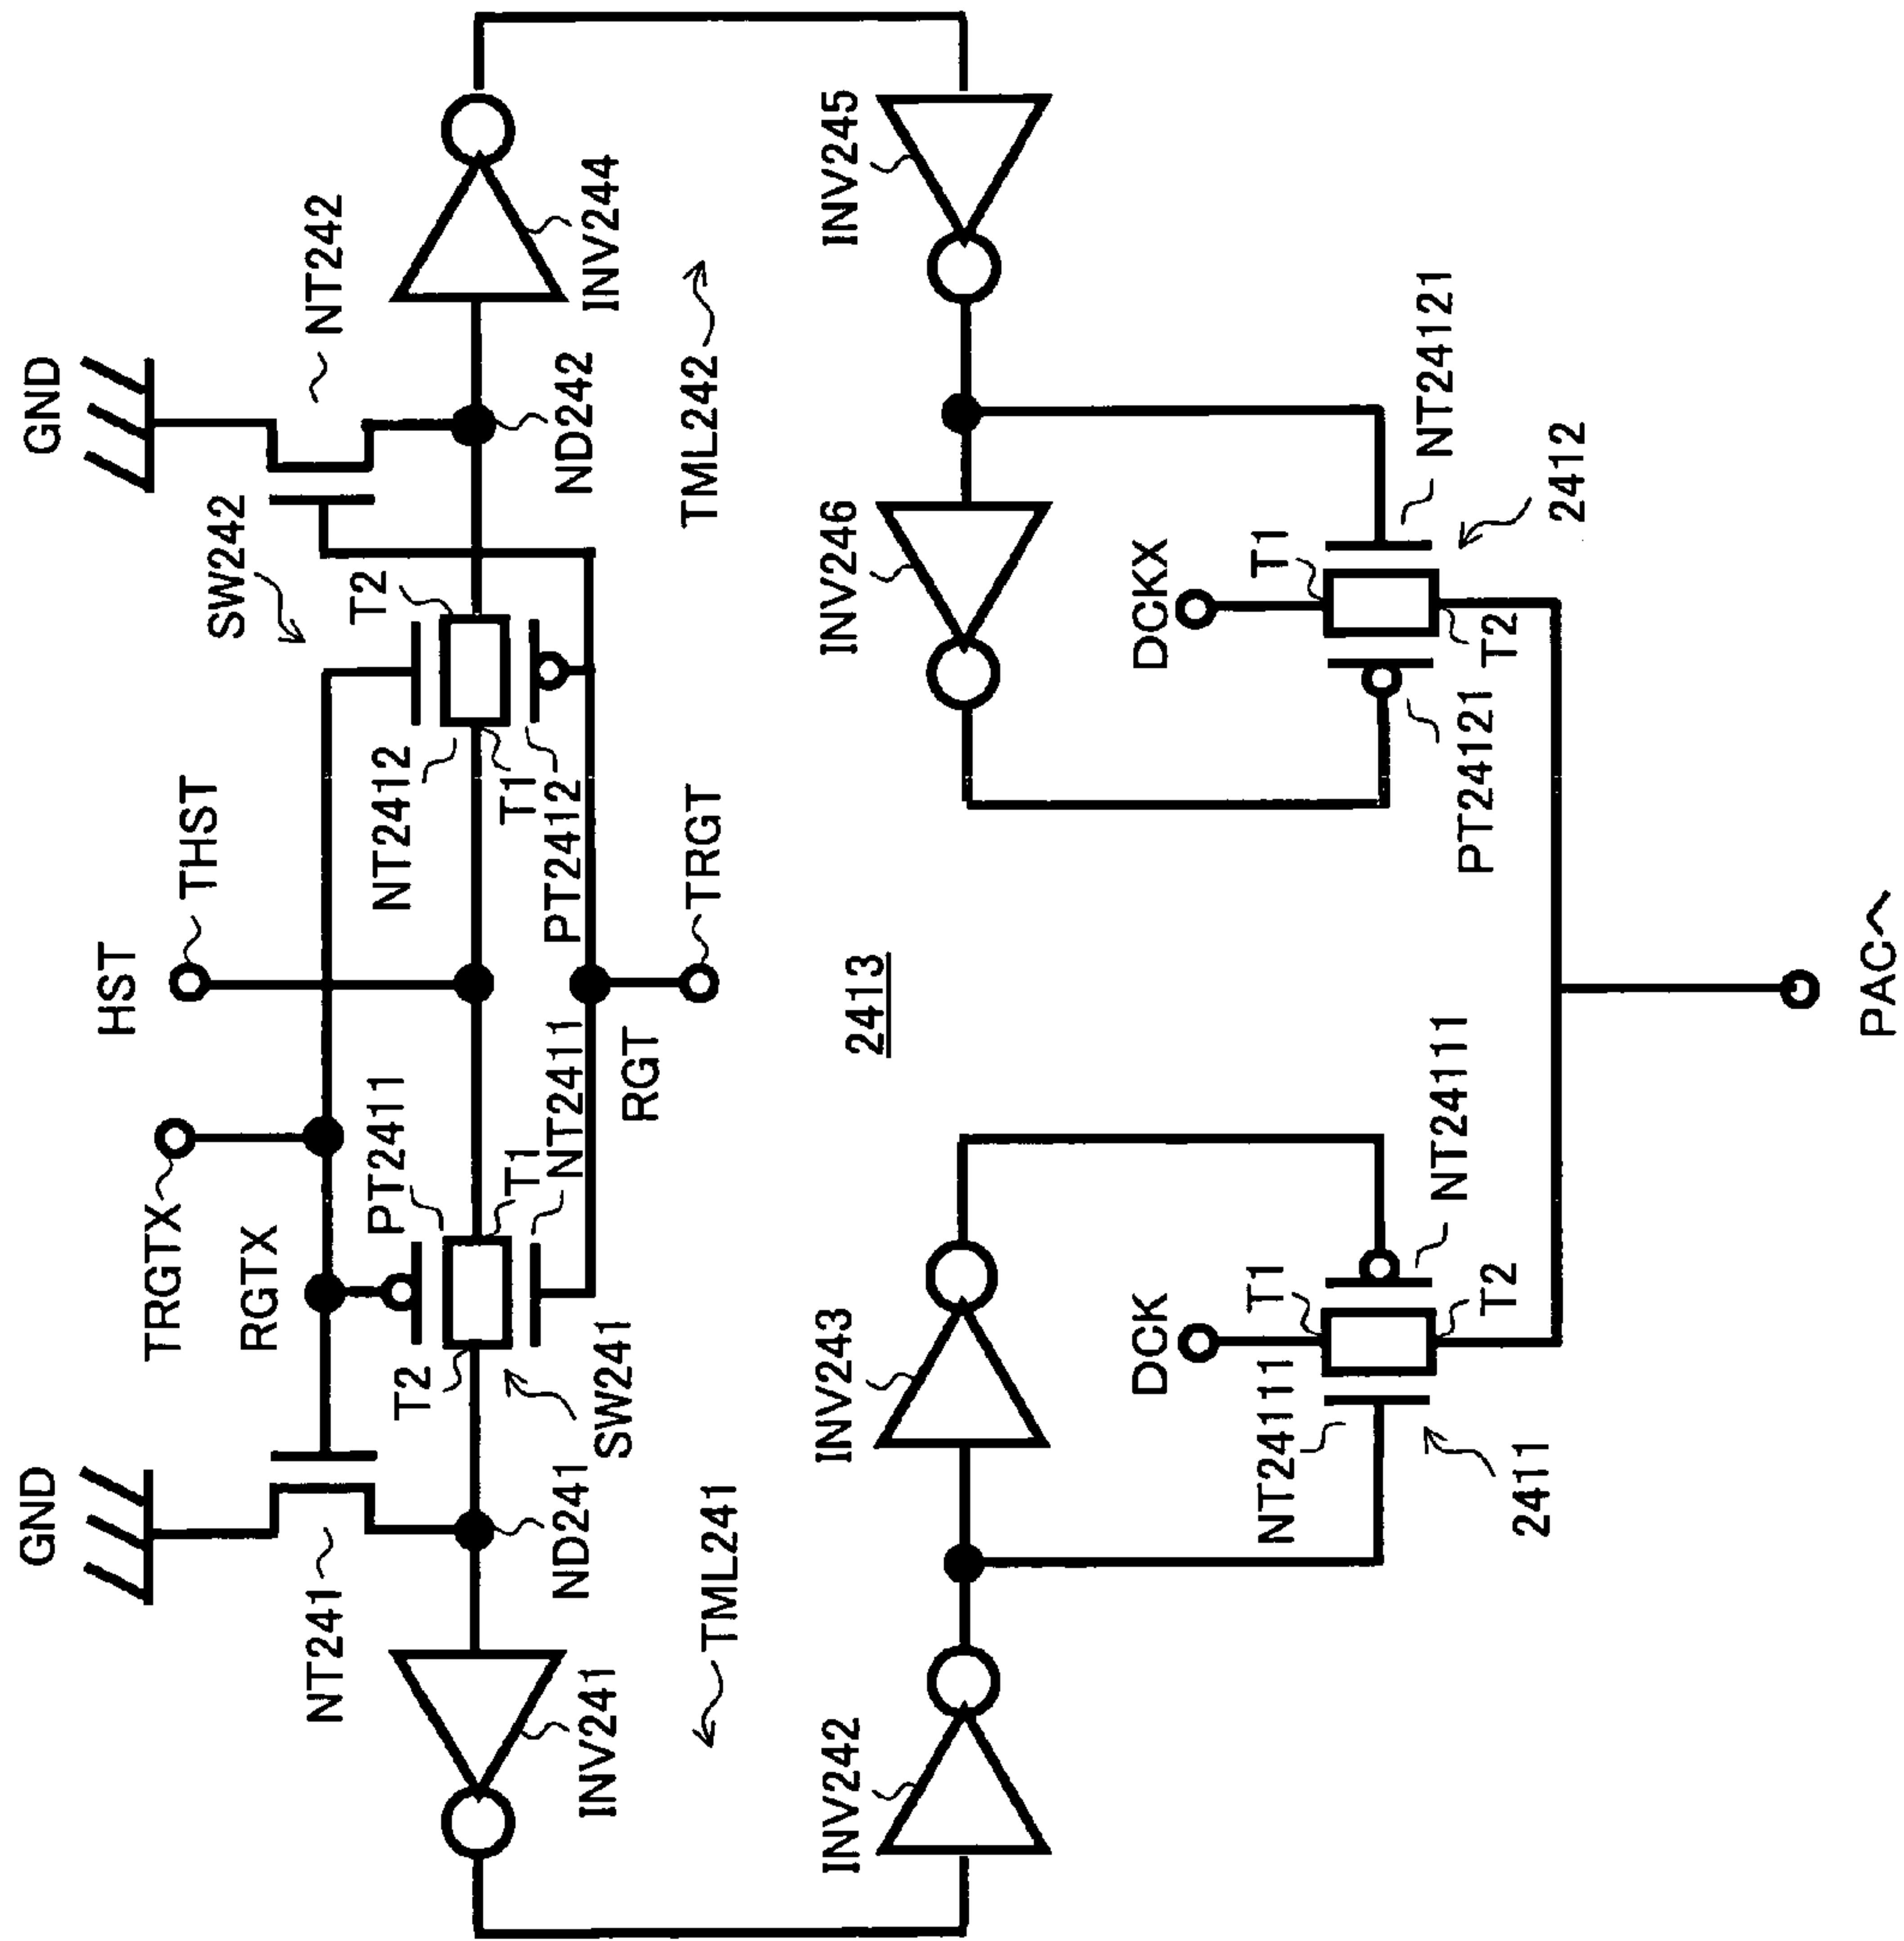 GND
GND
HST
THST
TRGTX
RGTX
NT241
SW242
NT242
T2
PT2411
NT2412
T2
T1
NT2411
T1
PT2412
INV241
ND241
SW241
RGT
ND242
INV244
TML241
TRGT
TML242
2413
INV242
INV243
INV246
INV245
DCK
T1
DCKX
T1
NT24111
NT24111
NT24121
2411
T2
PT24121
T2
2412
PAC